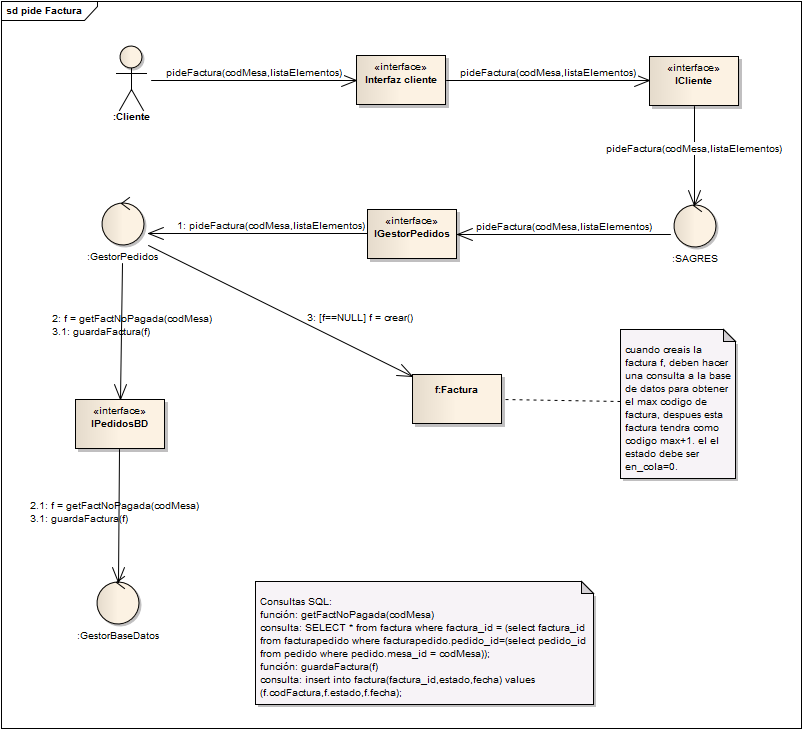 sd pide Factura
pideFactura(codMesa,listaElementos)
«interface»
Interfaz cliente
pideFactura(codMesa,listaElementos)
«interface»
ICliente
:Cliente
pideFactura(codMesa,listaElementos)
1: pideFactura(codMesa,listaElementos)
«interface»
IGestorPedidos
pideFactura(codMesa,listaElementos)
:GestorPedidos
:SAGRES
2: f = getFactNoPagada(codMesa)
3.1: guardaFactura(f)
3: [f==NULL] f = crear()
cuando creais la
factura f, deben hacer
una consulta a la base
de datos para obtener
el max codigo de
factura, despues esta
factura tendra como
codigo max+1. el el
estado debe ser
en_cola=0.
f:Factura
«interface»
IPedidosBD
2.1: f = getFactNoPagada(codMesa)
3.1: guardaFactura(f)
:GestorBaseDatos
Consultas SQL:
función: getFactNoPagada(codMesa)
consulta: SELECT * from factura where factura_id = (select factura_id
from facturapedido where facturapedido.pedido_id=(select pedido_id
from pedido where pedido.mesa_id = codMesa));
función: guardaFactura(f)
consulta: insert into factura(factura_id,estado,fecha) values
(f.codFactura,f.estado,f.fecha);